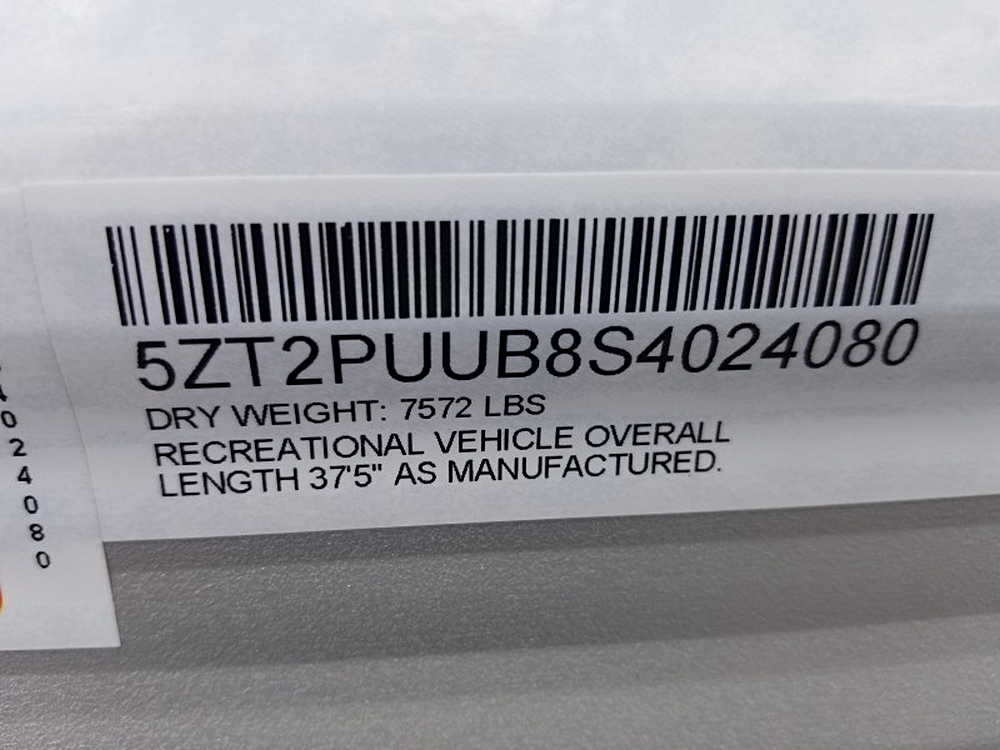 5ZT2PUUB8S4024080
DRY WEIGHT: 7572 LBS
RECREATIONAL VEHICLE OVERALL
LENGTH 37'5" AS MANUFACTURED.
0
2
4
0
8
0